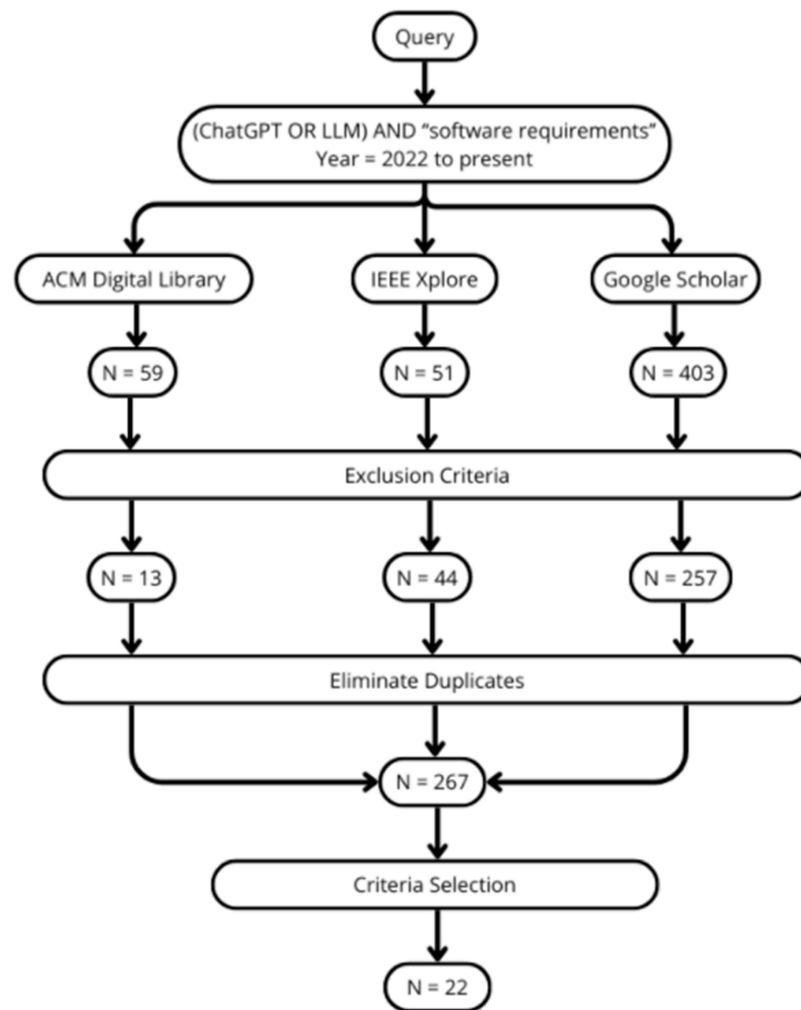 Query
(ChatGPT OR LLM) AND “software requirements”
Year = 2022 to present
ACM Digital Library
IEEE Xplore
Google Scholar
N = 59
N = 51
N = 403
Exclusion Criteria
N = 13
N = 44
N = 257
Eliminate Duplicates
N = 267
Criteria Selection
N = 22